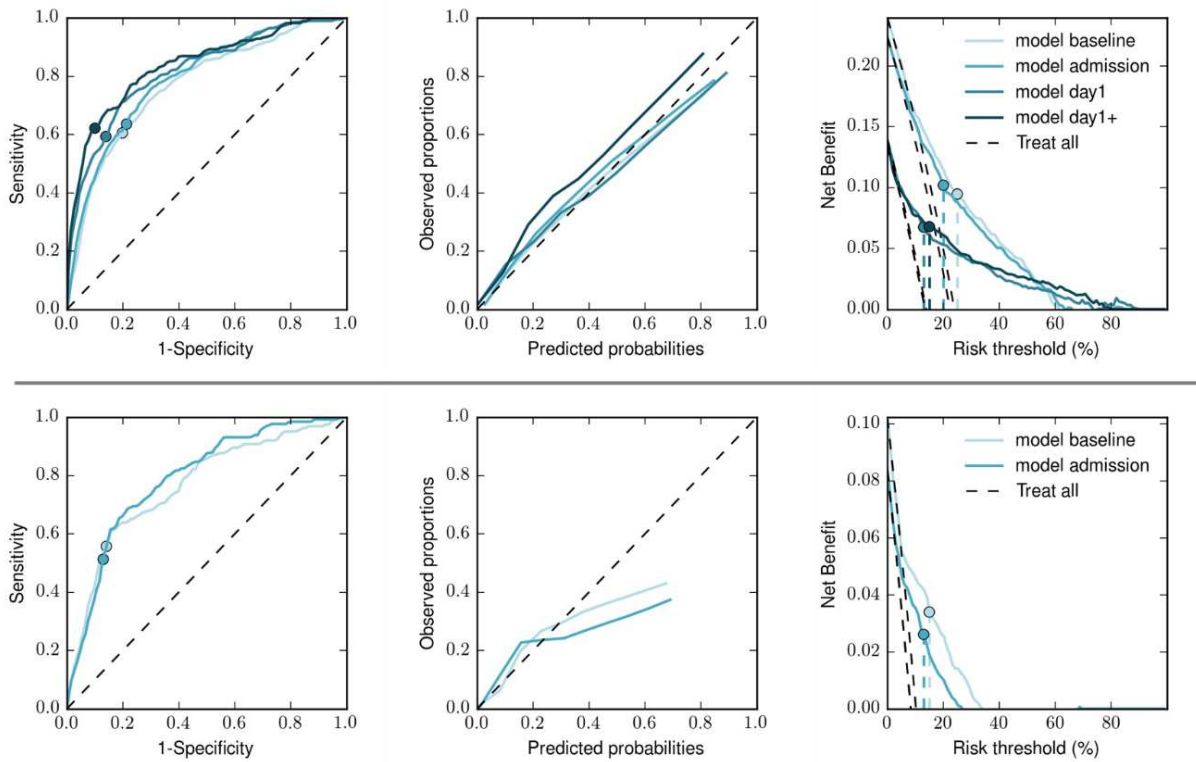 1.0
0.8
0.6
0.4
0.2
0.0
Sensitivity
0.0 0.2 0.4 0.6 0.8 1.0
1-Specificity
1.0
0.8
0.6
0.4
0.2
0.0
Observed proportions
0.0 0.2 0.4 0.6 0.8 1.0
Predicted probabilities
0.20
0.15
0.10
0.05
0.00
Net Benefit
model baseline
model admission
model day1
model day1+
Treat all
0 20 40 60 80
Risk threshold (%)
1.0
0.8
0.6
0.4
0.2
0.0
Sensitivity
0.0 0.2 0.4 0.6 0.8 1.0
1-Specificity
1.0
0.8
0.6
0.4
0.2
0.0
Observed proportions
0.0 0.2 0.4 0.6 0.8 1.0
Predicted probabilities
0.10
0.08
0.06
0.04
0.02
0.00
Net Benefit
model baseline
model admission
Treat all
0 20 40 60 80
Risk threshold (%)